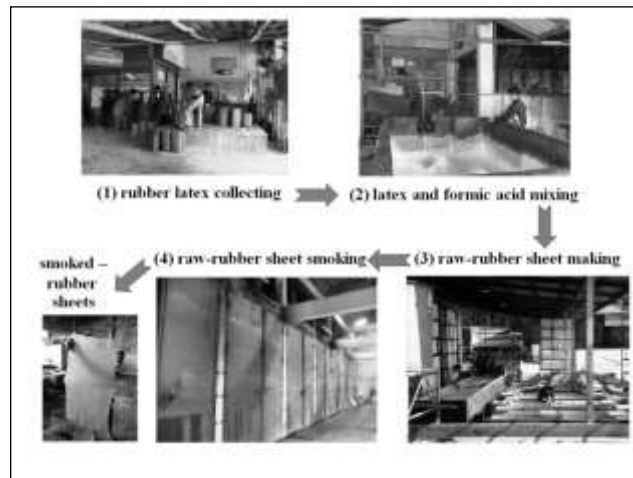 (1) rubber latex collecting
(2) latex and formic acid mixing
(3) raw-rubber sheet making
(4) raw-rubber sheet smoking
smoked –
rubber
sheets